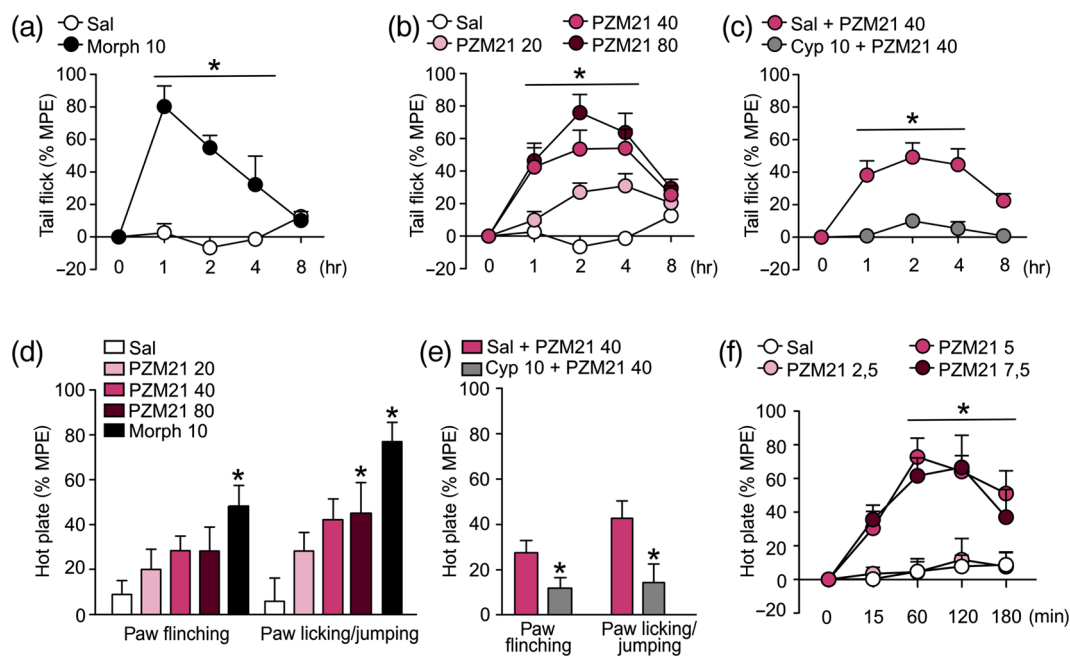 (a)
Sal
Morph 10
*
Tail flick (% MPE)
100
80
60
40
20
0
−20
0 1 2 4 8 (hr)
(b)
Sal PZM21 40
PZM21 20 PZM21 80
*
Tail flick (% MPE)
100
80
60
40
20
0
−20
0 1 2 4 8 (hr)
(c)
Sal + PZM21 40
Cyp 10 + PZM21 40
*
Tail flick (% MPE)
100
80
60
40
20
0
−20
0 1 2 4 8 (hr)
(d)
Sal
PZM21 20
PZM21 40
PZM21 80
Morph 10
Hot plate (% MPE)
100
80
60
40
20
0
* * *
Paw flinching Paw licking/jumping
(e)
Sal + PZM21 40
Cyp 10 + PZM21 40
Hot plate (% MPE)
100
80
60
40
20
0
* *
Paw Paw licking/
flinching jumping
(f)
Sal PZM21 5
PZM21 2,5 PZM21 7,5
*
Hot plate (% MPE)
100
80
60
40
20
0
−20
0 15 60 120 180 (min)